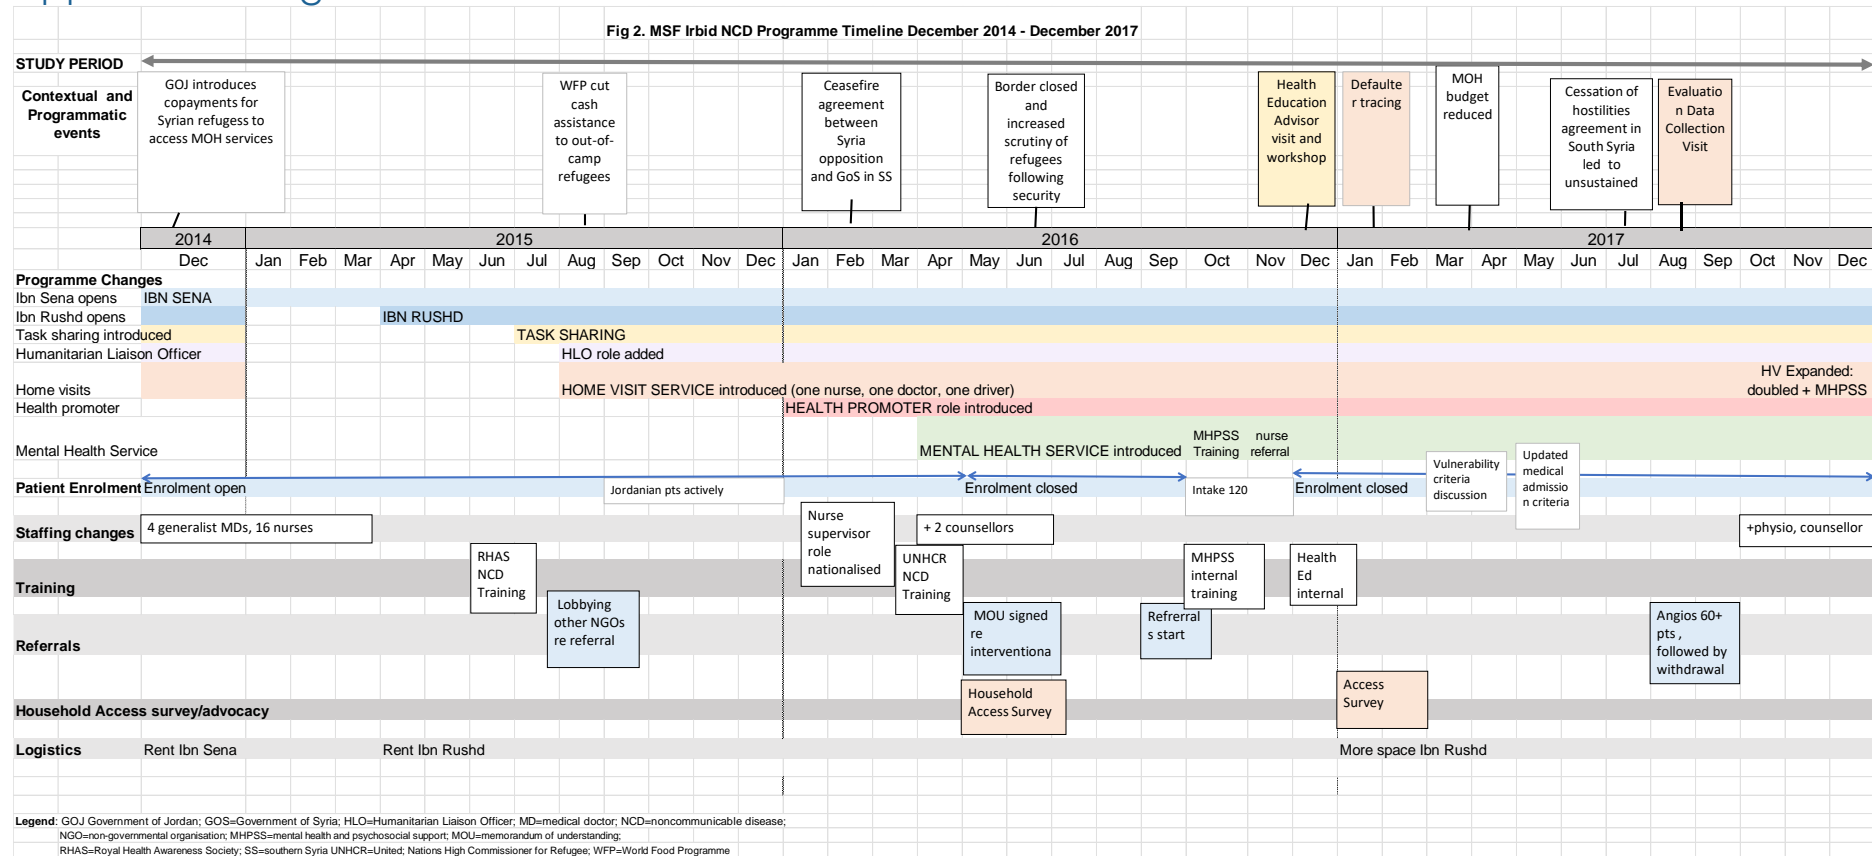 Fig 2. MSF Irbid NCD Programme Timeline December 2014 - December 2017
STUDY PERIOD
Contextual and
Programmatic
events
GOJ introduces
copayments for
Syrian refugess to
access MOH services
WFP cut
cash
assistance
to out-of-
camp
refugees
Ceasefire
agreement
between
Syria
opposition
and GoS in SS
Border closed
and
increased
scrutiny of
refugees
following
security
Health
Education
Advisor
visit and
workshop
Defaulte
r tracing
MOH
budget
reduced
Cessation of
hostilities
agreement in
South Syria
led to
unsustained
Evaluatio
n Data
Collection
Visit
2014 2015 2016 2017
Dec Jan Feb Mar Apr May Jun Jul Aug Sep Oct Nov Dec Jan Feb Mar Apr May Jun Jul Aug Sep Oct Nov Dec Jan Feb Mar Apr May Jun Jul Aug Sep Oct Nov Dec
Programme Changes
Ibn Sena opens IBN SENA
Ibn Rushd opens IBN RUSHD
Task sharing introduced TASK SHARING
Humanitarian Liaison Officer HLO role added
Home visits HOME VISIT SERVICE introduced (one nurse, one doctor, one driver)
HV Expanded:
doubled + MHPSS
Health promoter HEALTH PROMOTER role introduced
Mental Health Service MENTAL HEALTH SERVICE introduced
MHPSS
Training
nurse
referral
Patient Enrolment Enrolment open
Jordanian pts actively
Enrolment closed
Intake 120
Enrolment closed
Vulnerability
criteria
discussion
Updated
medical
admissio
n criteria
Staffing changes
4 generalist MDs, 16 nurses
Nurse
supervisor
role
nationalised
+ 2 counsellors
+physio, counsellor
Training
RHAS
NCD
Training
UNHCR
NCD
Training
MHPSS
internal
training
Health
Ed
internal
Referrals
Lobbying
other NGOs
re referral
MOU signed
re
interventiona
Refrerral
s start
Angios 60+
pts ,
followed by
withdrawal
Household Access survey/advocacy
Household
Access Survey
Access
Survey
Logistics Rent Ibn Sena Rent Ibn Rushd More space Ibn Rushd
Legend: GOJ Government of Jordan; GOS=Government of Syria; HLO=Humanitarian Liaison Officer; MD=medical doctor; NCD=noncommunicable disease;
NGO=non-governmental organisation; MHPSS=mental health and psychosocial support; MOU=memorandum of understanding;
RHAS=Royal Health Awareness Society; SS=southern Syria UNHCR=United; Nations High Commissioner for Refugee; WFP=World Food Programme